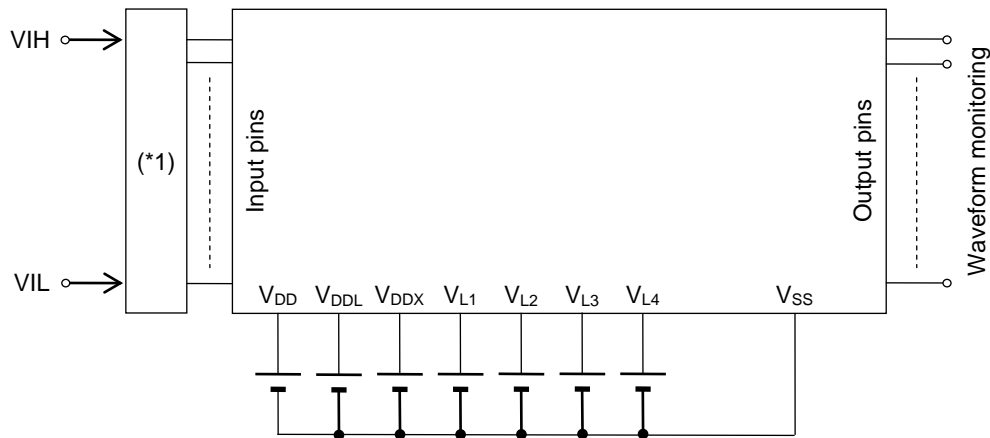 VIH
(*1)
VIL
Input pins
Output pins
Waveform monitoring
VDD VDDL VDDX VL1 VL2 VL3 VL4 VSS